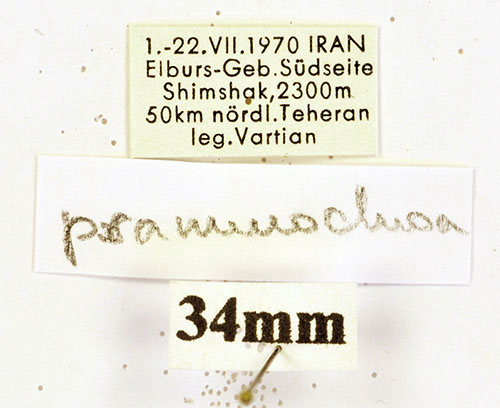 1.-22.VII.1970 IRAN
Elburs-Geb.Südseite
Shimshak,2300m
50km nördl.Teheran
leg.Vartian
psammochroa
34mm